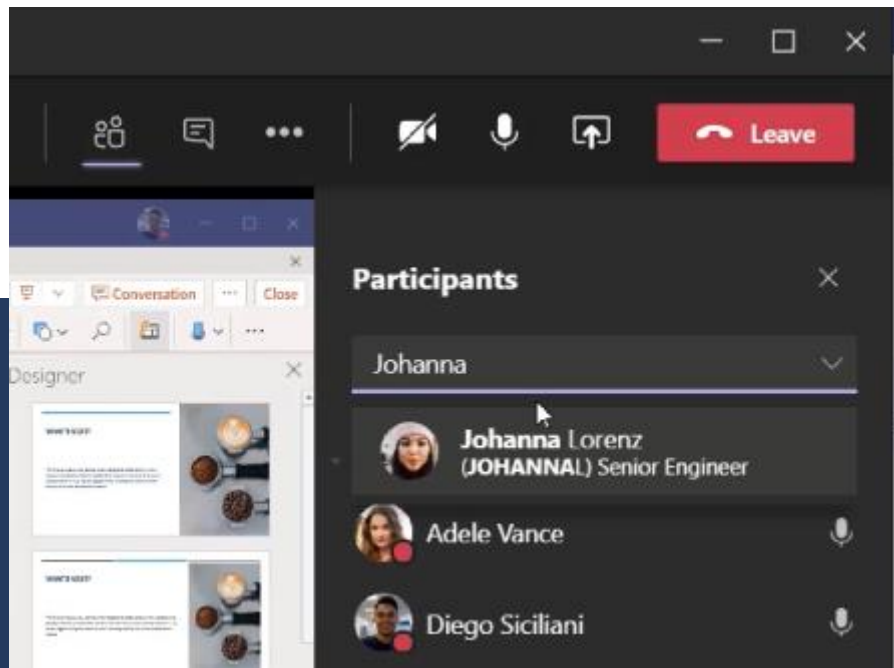 Leave
Participants
Conversation
Close
Johanna
Designer
Johanna Lorenz
(JOHANNAL) Senior Engineer
Adele Vance
Diego Siciliani